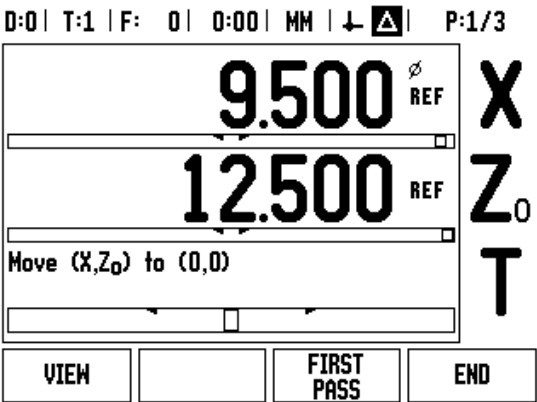 D:0 | T:1 | F: 0 | 0:00 | MM | Δ P:1/3
9.500 Ø REF X
12.500 REF Z0
Move (X,Z0) to (0,0)
T
VIEW FIRST PASS END